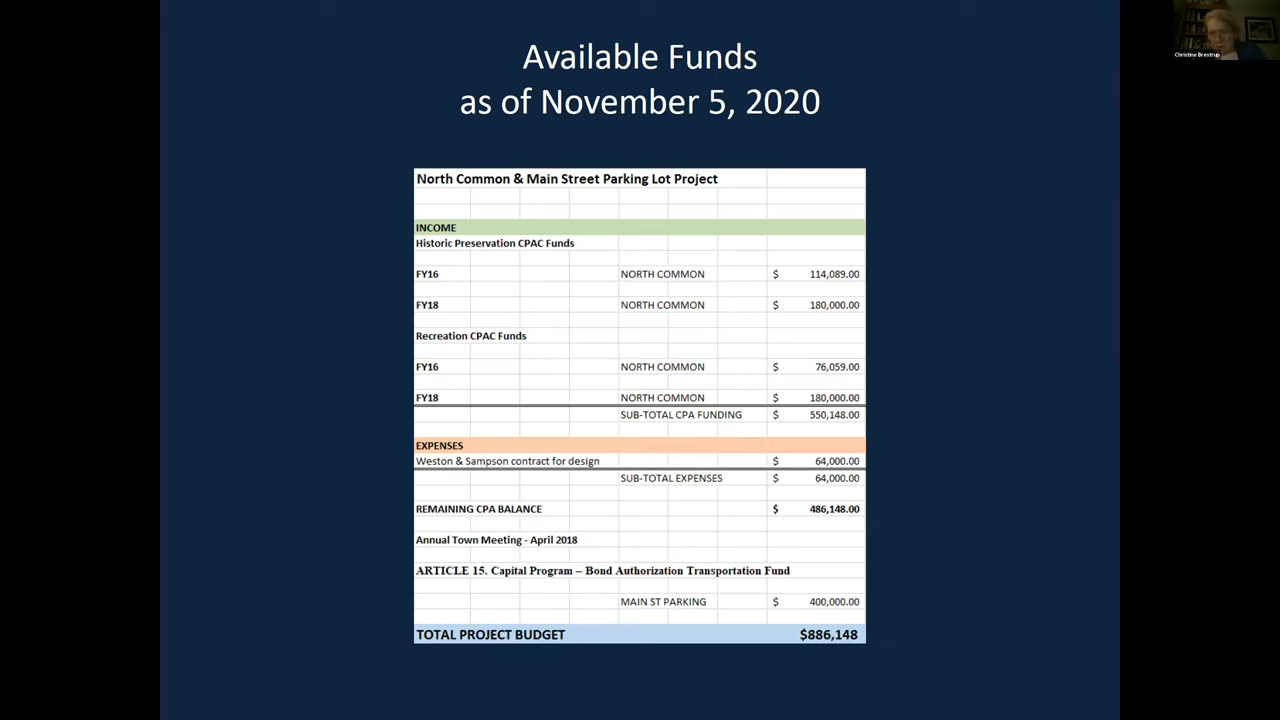 Available Funds
as of November 5, 2020
Christine Brestrup
North Common & Main Street Parking Lot Project
INCOME
Historic Preservation CPAC Funds
FY16 NORTH COMMON $ 114,089.00
FY18 NORTH COMMON $ 180,000.00
Recreation CPAC Funds
FY16 NORTH COMMON $ 76,059.00
FY18 NORTH COMMON $ 180,000.00
SUB-TOTAL CPA FUNDING $ 550,148.00
EXPENSES
Weston & Sampson contract for design $ 64,000.00
SUB-TOTAL EXPENSES $ 64,000.00
REMAINING CPA BALANCE $ 486,148.00
Annual Town Meeting - April 2018
ARTICLE 15. Capital Program – Bond Authorization Transportation Fund
MAIN ST PARKING $ 400,000.00
TOTAL PROJECT BUDGET $886,148